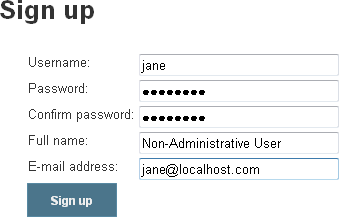 Sign up
Username: jane
Password: ●●●●●●●●
Confirm password: ●●●●●●●●
Full name: Non-Administrative User
E-mail address: jane@localhost.com
Sign up